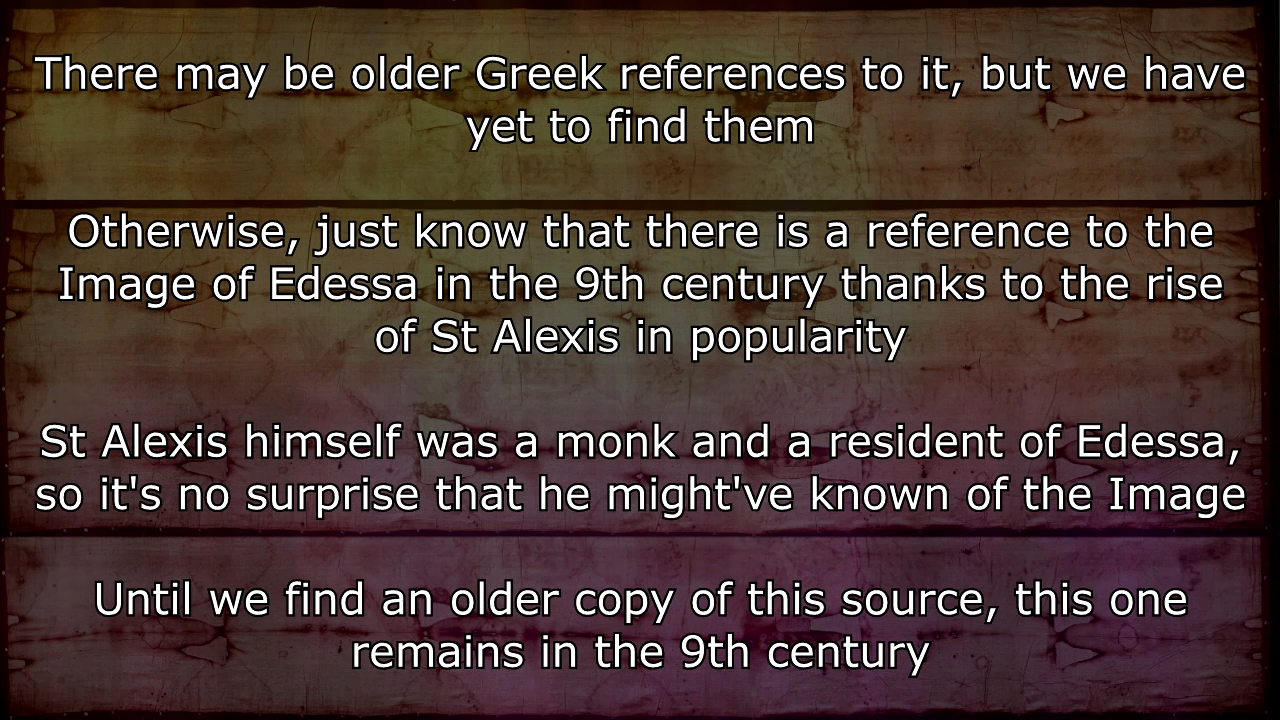 There may be older Greek references to it, but we have
yet to find them
Otherwise, just know that there is a reference to the
Image of Edessa in the 9th century thanks to the rise
of St Alexis in popularity
St Alexis himself was a monk and a resident of Edessa,
so it's no surprise that he might've known of the Image
Until we find an older copy of this source, this one
remains in the 9th century